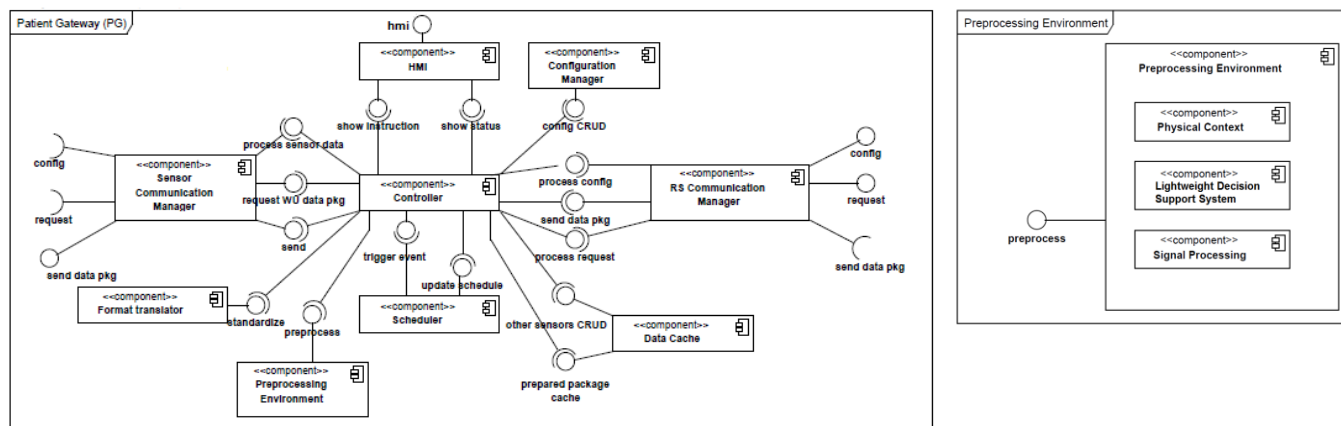 Patient Gateway (PG)
hmi
<<component>>
HMI
<<component>>
Configuration
Manager
show instruction
show status
config CRUD
process sensor data
config
<<component>>
Sensor
Communication
Manager
request WU data pkg
<<component>>
Controller
process config
<<component>>
RS Communication
Manager
config
request
send
send data pkg
request
process request
send data pkg
trigger event
send data pkg
update schedule
<<component>>
Format translator
standardize
preprocess
<<component>>
Scheduler
other sensors CRUD
<<component>>
Data Cache
<<component>>
Preprocessing
Environment
prepared package
cache
Preprocessing Environment
<<component>>
Preprocessing Environment
<<component>>
Physical Context
<<component>>
Lightweight Decision
Support System
preprocess
<<component>>
Signal Processing